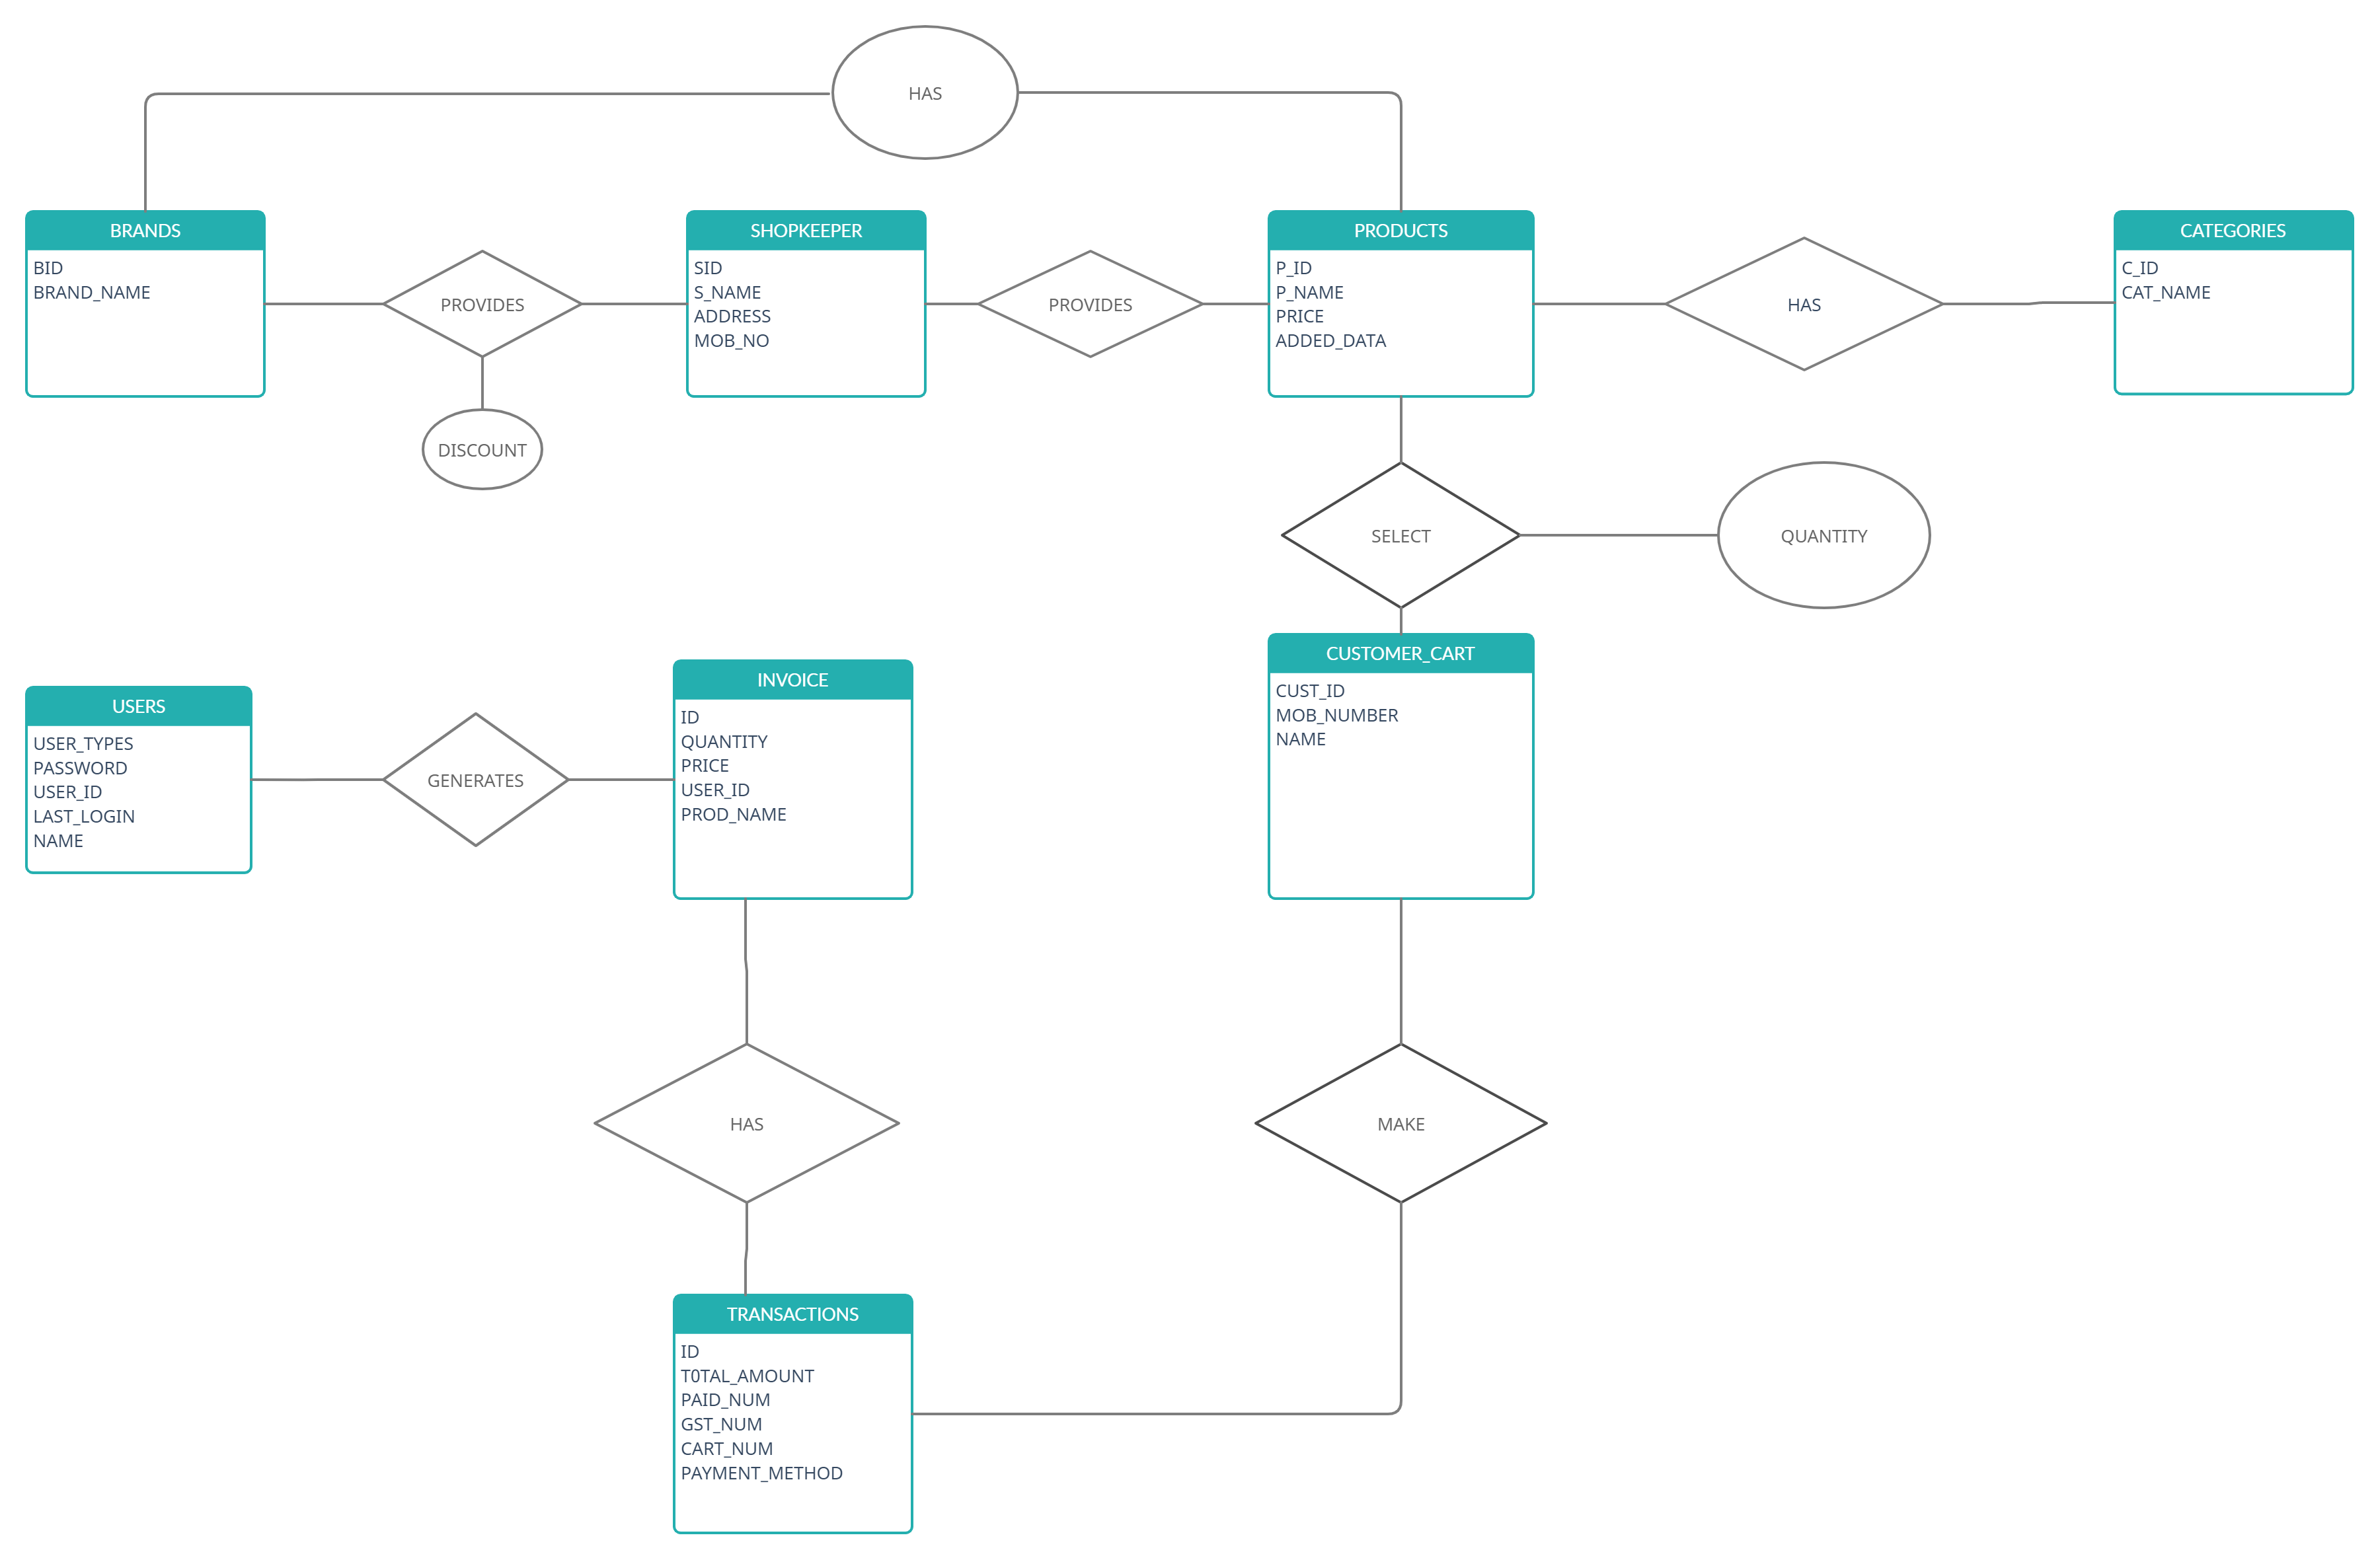 HAS
BRANDS
BID
BRAND_NAME
PROVIDES
DISCOUNT
SHOPKEEPER
SID
S_NAME
ADDRESS
MOB_NO
PROVIDES
PRODUCTS
P_ID
P_NAME
PRICE
ADDED_DATA
HAS
CATEGORIES
C_ID
CAT_NAME
SELECT
QUANTITY
USERS
USER_TYPES
PASSWORD
USER_ID
LAST_LOGIN
NAME
GENERATES
INVOICE
ID
QUANTITY
PRICE
USER_ID
PROD_NAME
CUSTOMER_CART
CUST_ID
MOB_NUMBER
NAME
HAS
MAKE
TRANSACTIONS
ID
T0TAL_AMOUNT
PAID_NUM
GST_NUM
CART_NUM
PAYMENT_METHOD